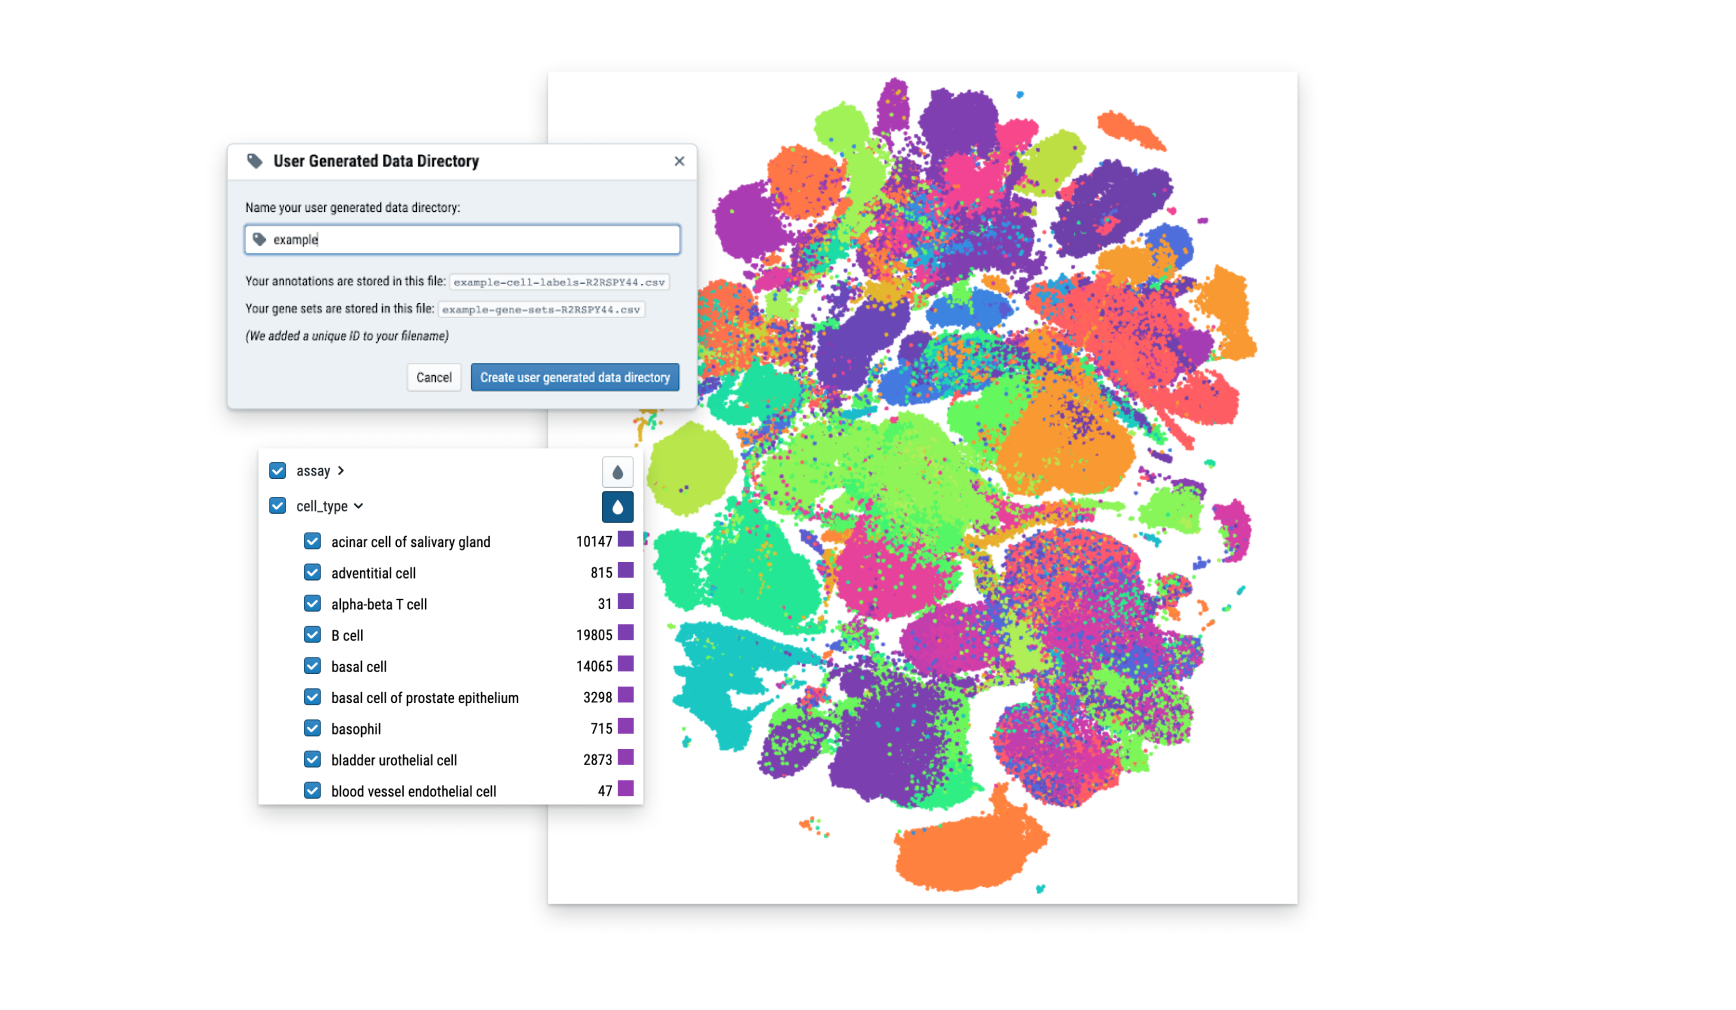 User Generated Data Directory
Name your user generated data directory:
example
Your annotations are stored in this file: example-cell-labels-R2RSPY44.csv
Your gene sets are stored in this file: example-gene-sets-R2RSPY44.csv
(We added a unique ID to your filename)
Cancel Create user generated data directory
assay
cell_type
acinar cell of salivary gland 10147
adventitial cell 815
alpha-beta T cell 31
B cell 19805
basal cell 14065
basal cell of prostate epithelium 3298
basophil 715
bladder urothelial cell 2873
blood vessel endothelial cell 47